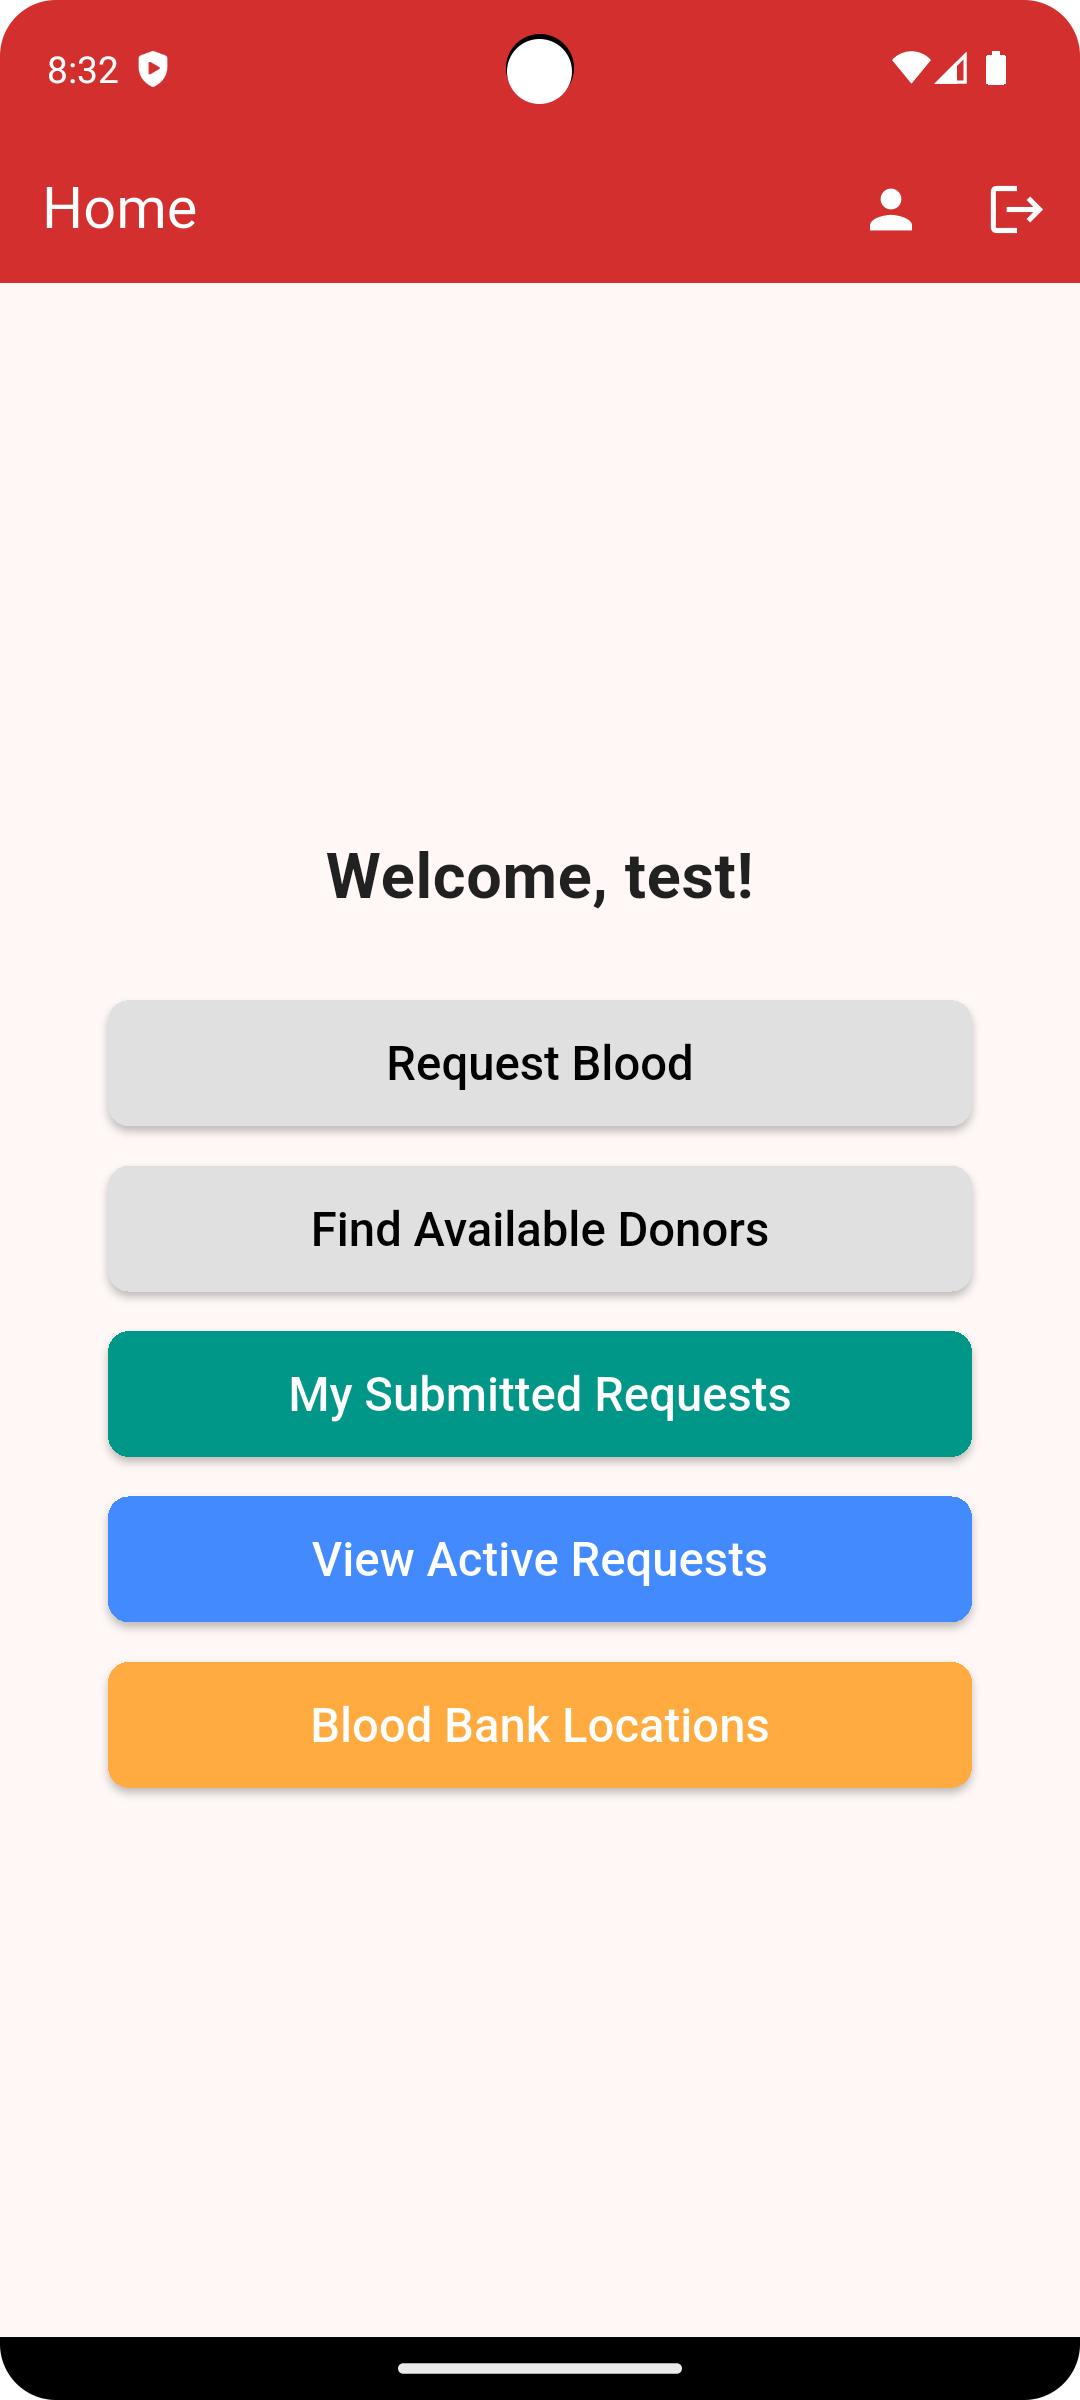 8:32
Home
Welcome, test!
Request Blood
Find Available Donors
My Submitted Requests
View Active Requests
Blood Bank Locations